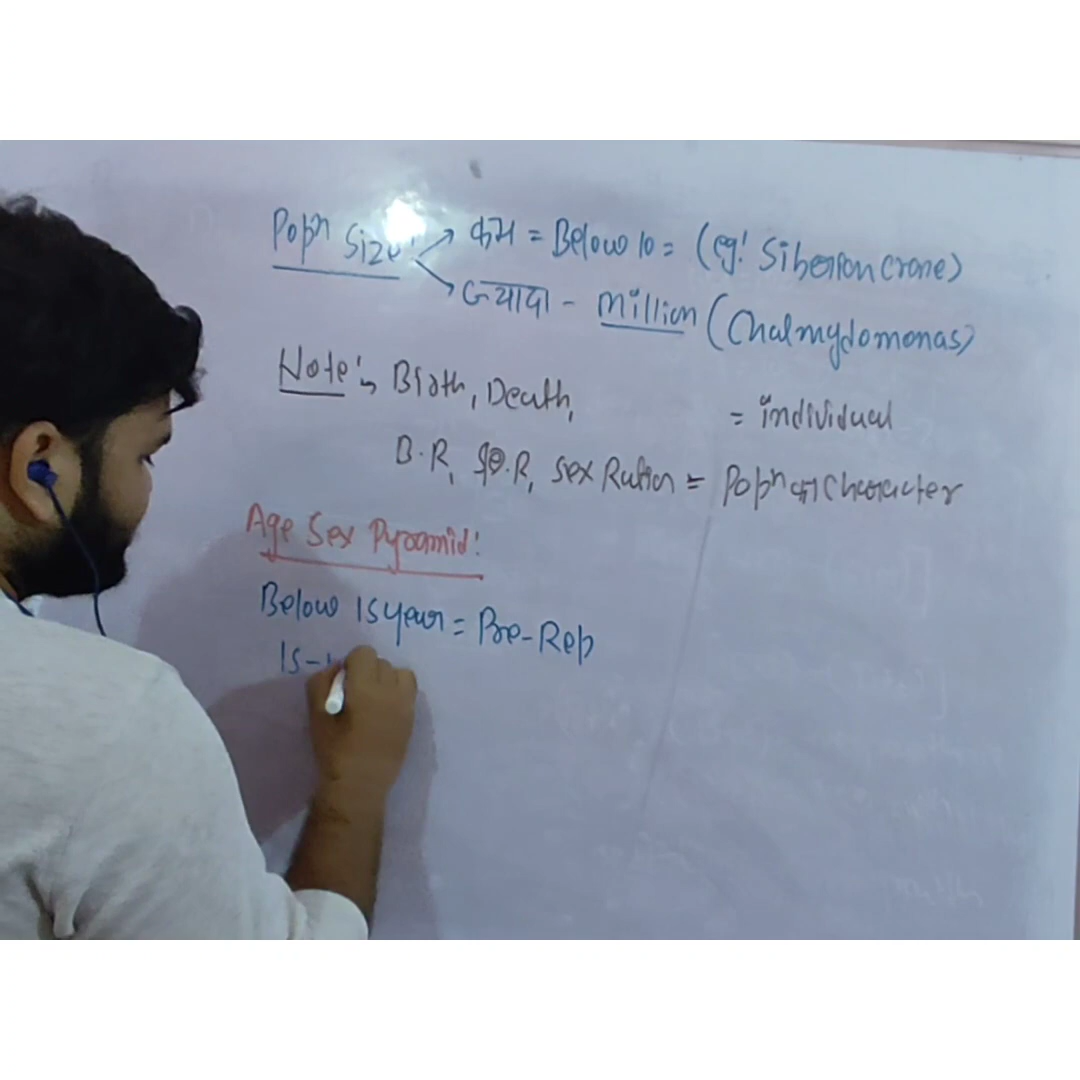 Popn Size: → कम = Below 10 = (eg: Siberian Crane)
→ ज्यादा - million (Chalmydomonas)
Note:→ Birth, Death, = individual
B.R, D.R, Sex Ration = Popn का Character
Age Sex Pyramid:
Below 15 year = Pre-Rep
15-